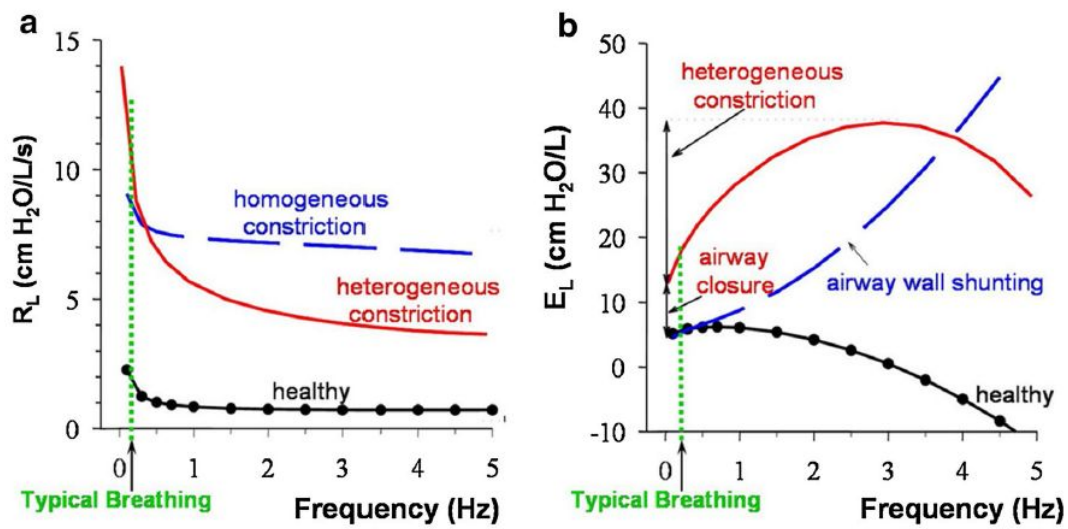 a
15
10
5
0
R_L (cm H₂O/L/s)
homogeneous
constriction
heterogeneous
constriction
healthy
0 1 2 3 4 5
Typical Breathing
Frequency (Hz)
b
50
40
30
20
10
0
-10
E_L (cm H₂O/L)
heterogeneous
constriction
airway
closure
airway wall shunting
healthy
0 1 2 3 4 5
Typical Breathing
Frequency (Hz)